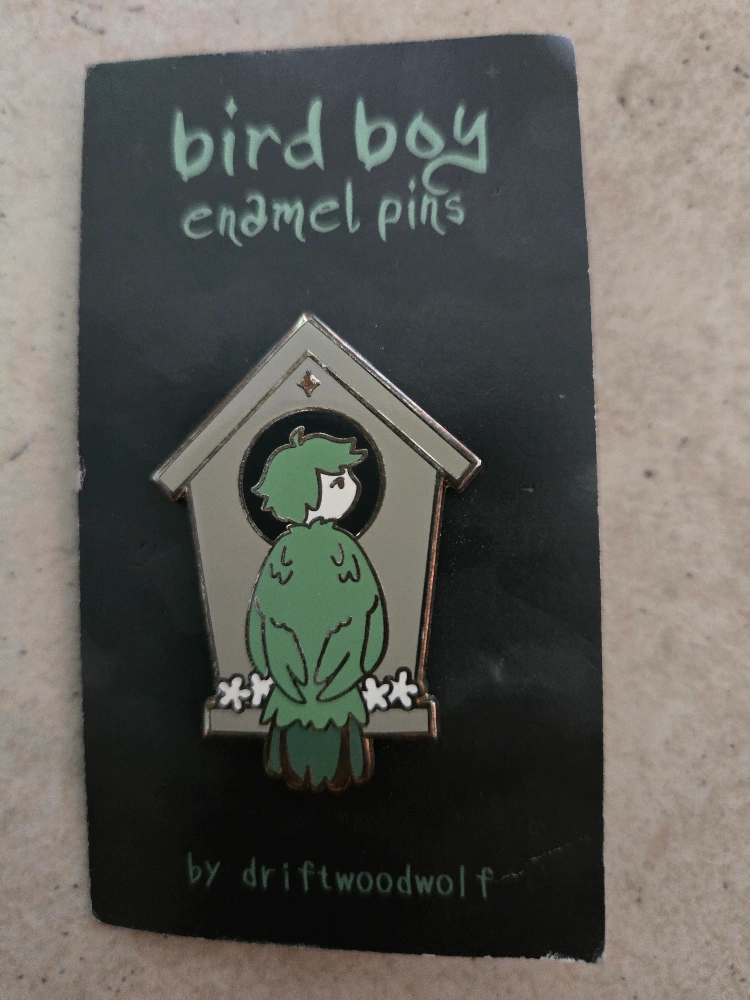 bird boy
enamel pins
by driftwoodwolf